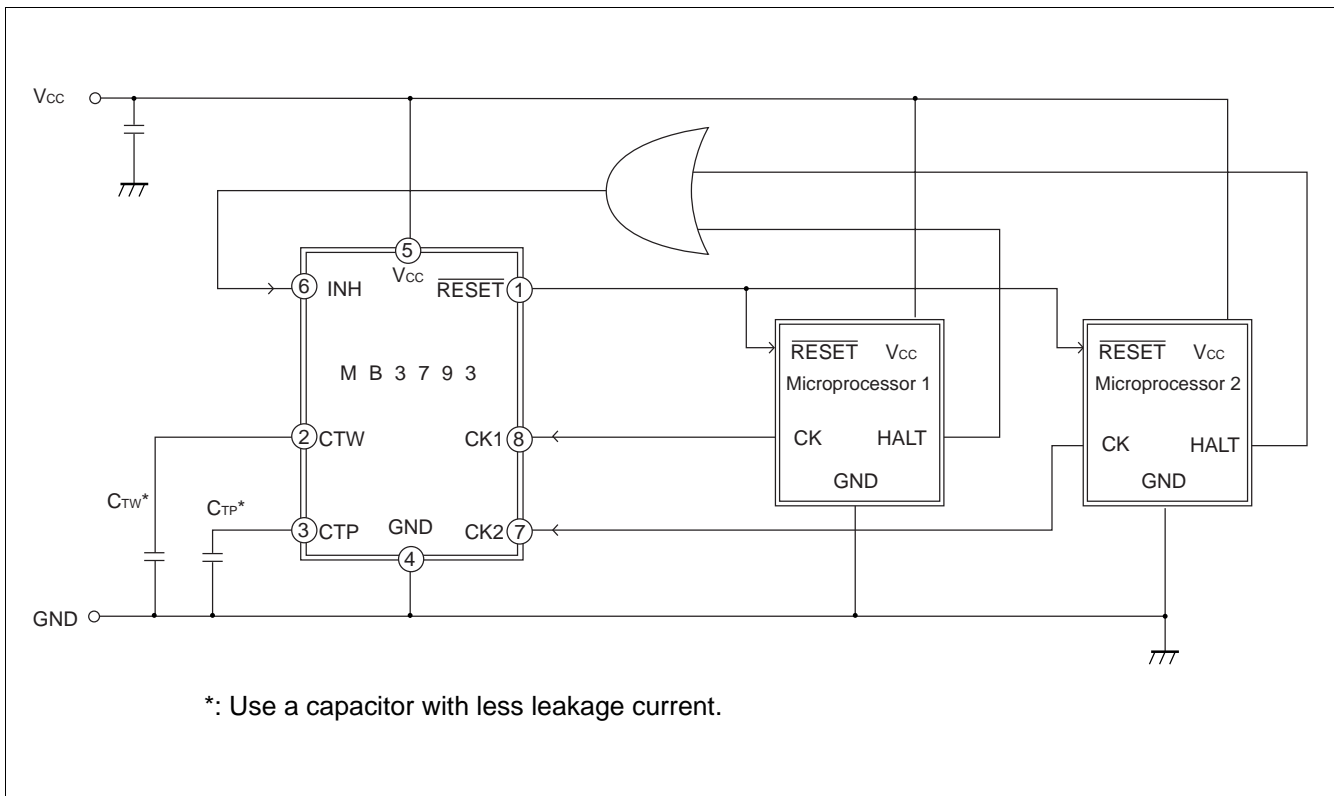 VCC
5
VCC
6 INH
RESET 1
M B 3 7 9 3
RESET VCC
Microprocessor 1
RESET VCC
Microprocessor 2
2 CTW
CK1 8
CK HALT
CK HALT
GND
GND
CTW*
CTP*
3 CTP
GND
CK2 7
4
GND
*: Use a capacitor with less leakage current.